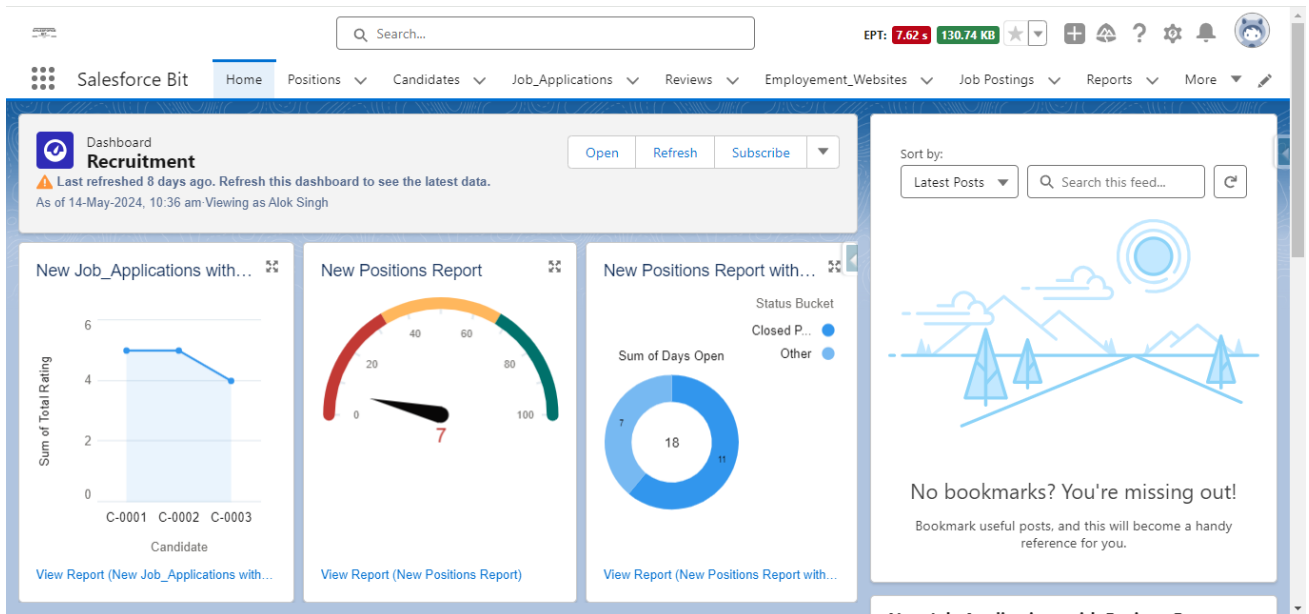 Search...
EPT: 7.62 s 130.74 KB
Salesforce Bit
Home Positions Candidates Job_Applications Reviews Employement_Websites Job Postings Reports More
Dashboard
Recruitment
Last refreshed 8 days ago. Refresh this dashboard to see the latest data.
As of 14-May-2024, 10:36 am·Viewing as Alok Singh
Open Refresh Subscribe
New Job_Applications with...
6
4
2
0
Sum of Total Rating
C-0001 C-0002 C-0003
Candidate
View Report (New Job_Applications with...
New Positions Report
0
20
40
60
80
100
7
View Report (New Positions Report)
New Positions Report with...
Status Bucket
Closed P...
Other
Sum of Days Open
7
18
11
View Report (New Positions Report with...
Sort by:
Latest Posts
Search this feed...
No bookmarks? You're missing out!
Bookmark useful posts, and this will become a handy
reference for you.